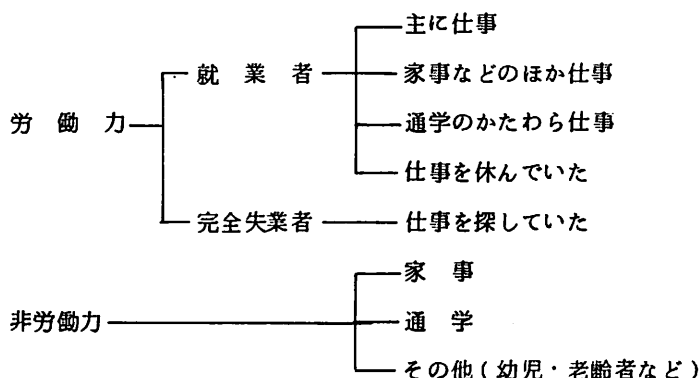 主に仕事
就業者
家事などのほか仕事
労働力
通学のかたわら仕事
仕事を休んでいた
完全失業者
仕事を探していた
家事
非労働力
通学
その他(幼児・老齢者など)